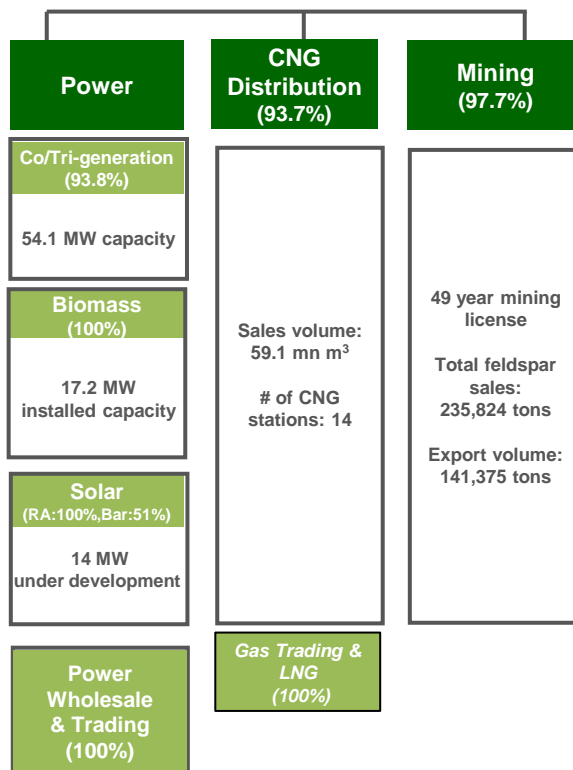 Power
Co/Tri-generation
(93.8%)
54.1 MW capacity
Biomass
(100%)
17.2 MW
installed capacity
Solar
(RA:100%,Bar:51%)
14 MW
under development
Power
Wholesale
& Trading
(100%)
CNG
Distribution
(93.7%)
Sales volume:
59.1 mn m³
# of CNG
stations: 14
Gas Trading &
LNG
(100%)
Mining
(97.7%)
49 year mining
license
Total feldspar
sales:
235,824 tons
Export volume:
141,375 tons